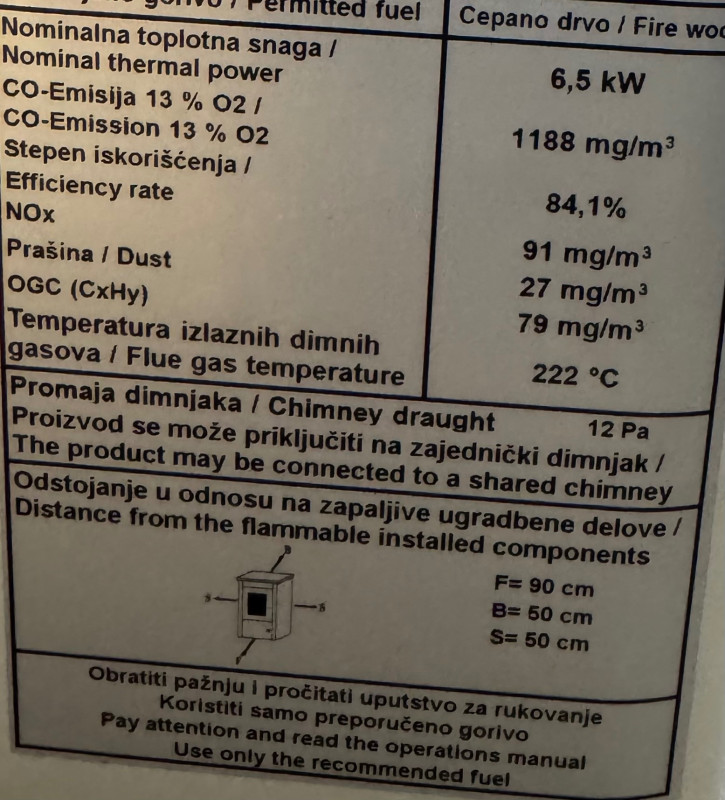 gorivo / Permitted fuel Cepano drvo / Fire
Nominalna toplotna snaga /
Nominal thermal power 6,5 kW
CO-Emisija 13 % O2 /
CO-Emission 13 % O2 1188 mg/m³
Stepen iskorišćenja /
Efficiency rate 84,1%
NOx 91 mg/m³
Prašina / Dust 27 mg/m³
OGC (CxHy) 79 mg/m³
Temperatura izlaznih dimnih
gasova / Flue gas temperature 222 °C
Promaja dimnjaka / Chimney draught 12 Pa
Proizvod se može priključiti na zajednički dimnjak /
The product may be connected to a shared chimney
Odstojanje u odnosu na zapaljive ugradbene delove /
Distance from the flammable installed components
B
S S
F
F= 90 cm
B= 50 cm
S= 50 cm
Obratiti pažnju i pročitati uputstvo za rukovanje
Koristiti samo preporučeno gorivo
Pay attention and read the operations manual
Use only the recommended fuel